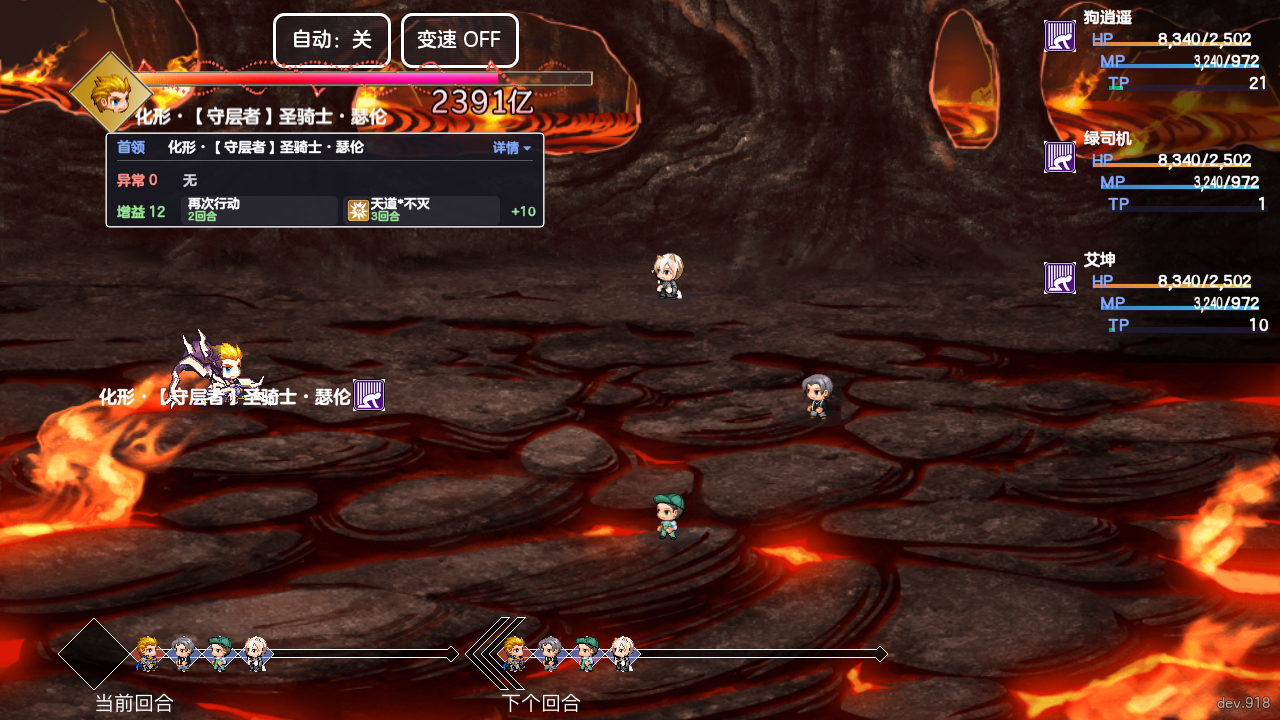 自动：关
变速 OFF
2391亿
化形·【守层者】圣骑士·瑟伦
首领 化形·【守层者】圣骑士·瑟伦 详情
异常 0 无
增益 12 再次行动 2回合 天道*不灭 3回合 +10
狗逍遥
HP 8,340/2,502
MP 3,240/972
TP 21
绿司机
HP 8,340/2,502
MP 3,240/972
TP 1
艾坤
HP 8,340/2,502
MP 3,240/972
TP 10
化形·【守层者】圣骑士·瑟伦
当前回合
下个回合
dev.918